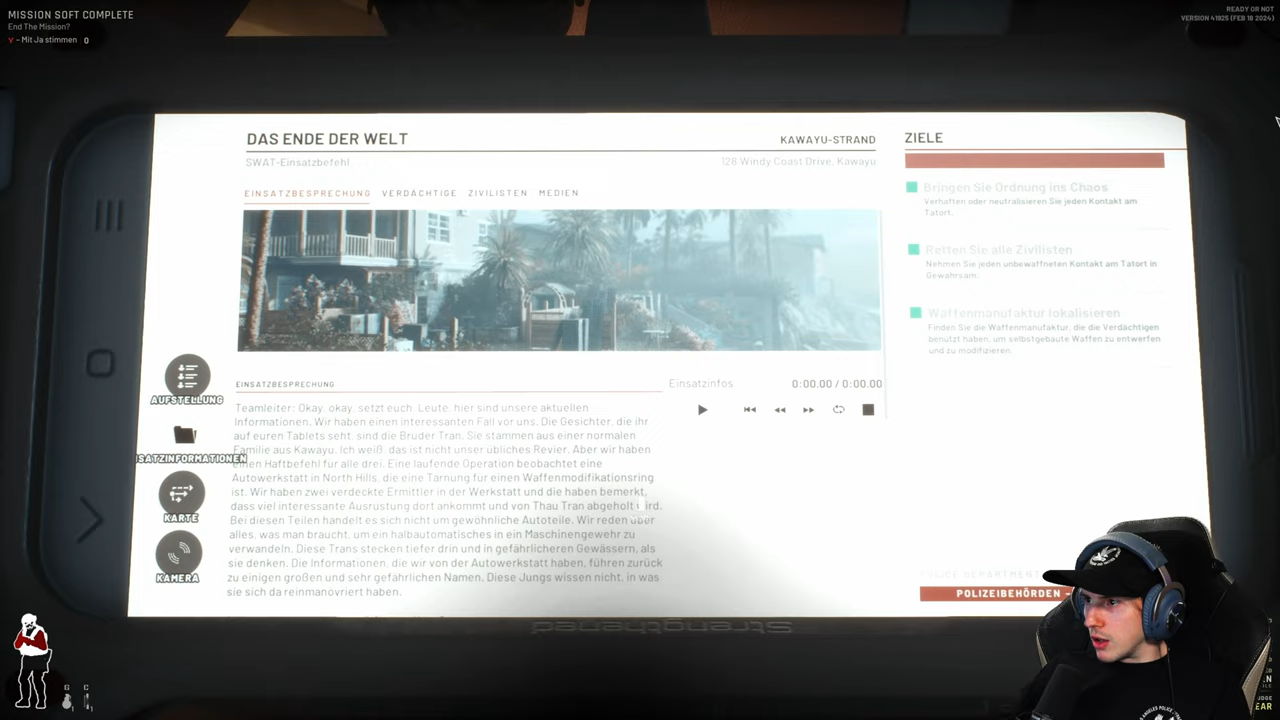 MISSION SOFT COMPLETE
End The Mission?
Y - Mit Ja stimmen 0
READY OR NOT
VERSION 41925 (FEB 18 2024)
DAS ENDE DER WELT
KAWAYU-STRAND
SWAT-Einsatzbefehl
128 Windy Coast Drive, Kawayu
EINSATZBESPRECHUNG VERDÄCHTIGE ZIVILISTEN MEDIEN
ZIELE
Bringen Sie Ordnung ins Chaos
Verhaften oder neutralisieren Sie jeden Kontakt am
Tatort.
Retten Sie alle Zivilisten
Nehmen Sie jeden unbewaffneten Kontakt am Tatort in
Gewahrsam.
Waffenmanufaktur lokalisieren
Finden Sie die Waffenmanufaktur, die die Verdächtigen
benutzt haben, um selbstgebaute Waffen zu entwerfen
und zu modifizieren.
AUFSTELLUNG
SATZINFORMATIONEN
KARTE
KAMERA
EINSATZBESPRECHUNG
Einsatzinfos 0:00.00 / 0:00.00
Teamleiter: Okay, okay, setzt euch. Leute, hier sind unsere aktuellen
Informationen. Wir haben einen interessanten Fall vor uns. Die Gesichter, die ihr
auf euren Tablets seht, sind die Brüder Tran. Sie stammen aus einer normalen
Familie aus Kawayu. Ich weiß, das ist nicht unser übliches Revier. Aber wir haben
einen Haftbefehl für alle drei. Eine laufende Operation beobachtet eine
Autowerkstatt in North Hills, die eine Tarnung für einen Waffenmodifikationsring
ist. Wir haben zwei verdeckte Ermittler in der Werkstatt und die haben bemerkt,
dass viel interessante Ausrüstung dort ankommt und von Thau Tran abgeholt wird.
Bei diesen Teilen handelt es sich nicht um gewöhnliche Autoteile. Wir reden über
alles, was man braucht, um ein halbautomatisches in ein Maschinengewehr zu
verwandeln. Diese Trans stecken tiefer drin und in gefährlicheren Gewässern, als
sie denken. Die Informationen, die wir von der Autowerkstatt haben, führen zurück
zu einigen großen und sehr gefährlichen Namen. Diese Jungs wissen nicht, in was
sie sich da reinmanövriert haben.
POLICE DEPARTMENT
POLIZEIBEHÖRDEN -
Strengthened
G C